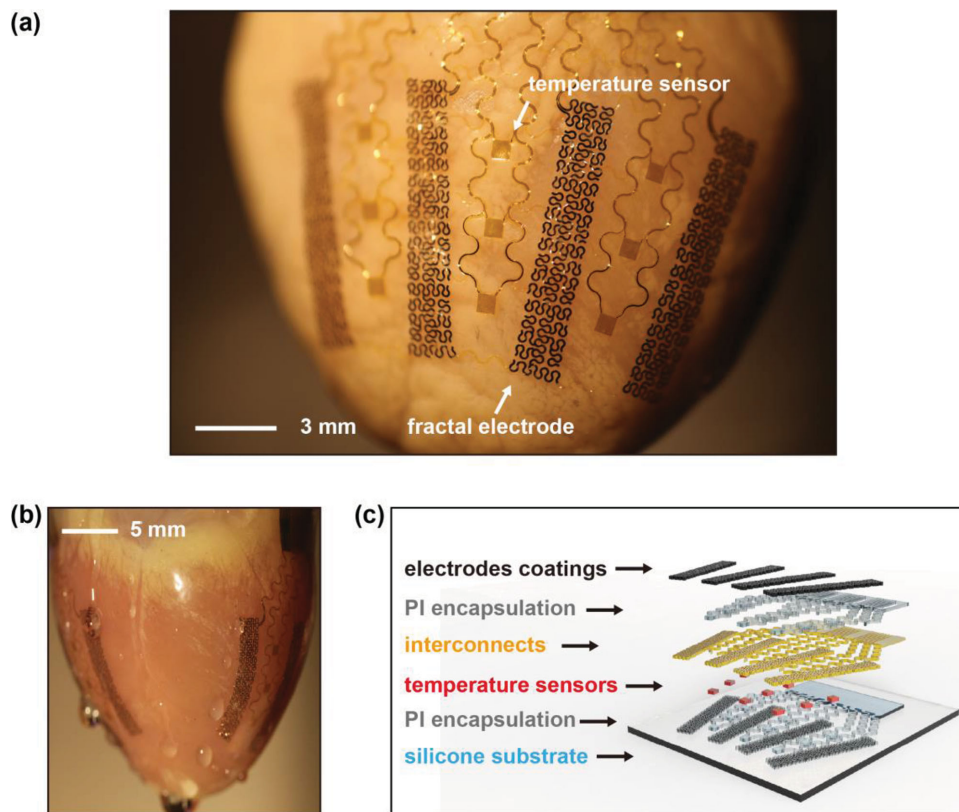 (a)
temperature sensor
3 mm
fractal electrode
(b)
5 mm
(c)
electrodes coatings
PI encapsulation
interconnects
temperature sensors
PI encapsulation
silicone substrate